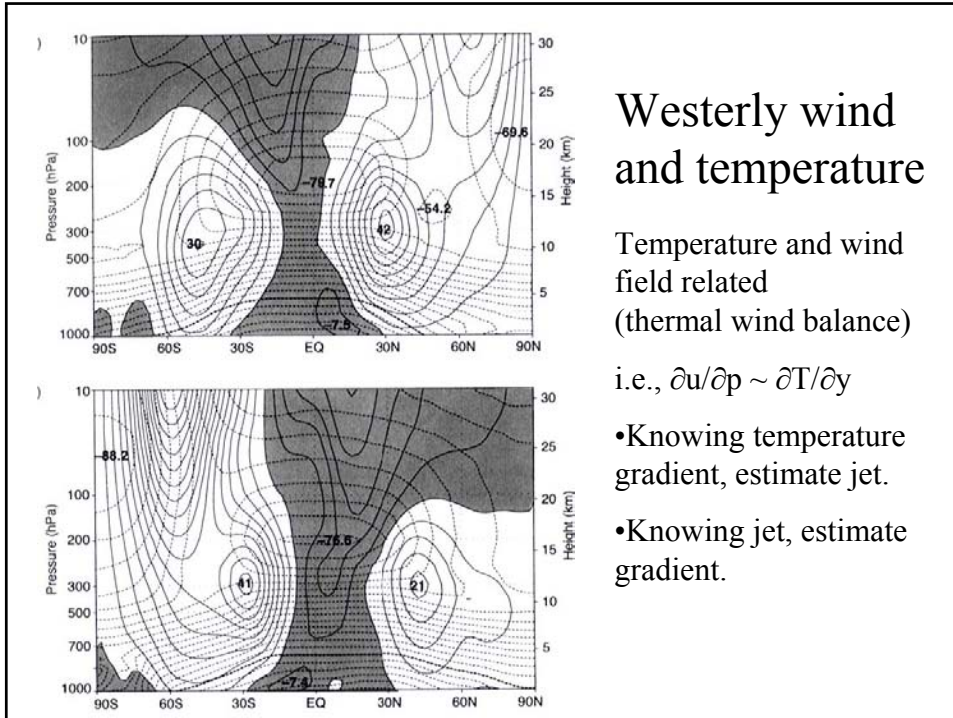 )
10
100
200
300
500
700
1000
Pressure (hPa)
30
25
20
15
10
5
Height (km)
-69.6
-79.7
-54.2
30
42
-7.5
90S 60S 30S EQ 30N 60N 90N
)
10
100
200
300
500
700
1000
Pressure (hPa)
30
25
20
15
10
5
Height (km)
-88.2
-76.6
41
21
-7.4
90S 60S 30S EQ 30N 60N 90N
Westerly wind
and temperature
Temperature and wind
field related
(thermal wind balance)
i.e., ∂u/∂p ~ ∂T/∂y
•Knowing temperature
gradient, estimate jet.
•Knowing jet, estimate
gradient.